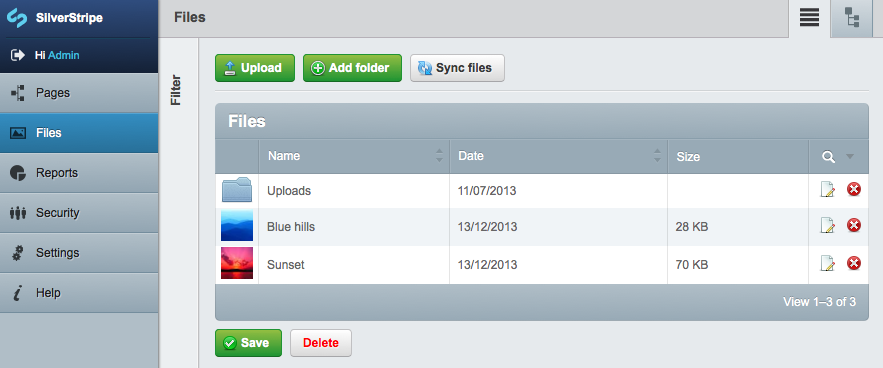 SilverStripe
Hi Admin
Pages
Files
Reports
Security
Settings
Help
Files
Filter
Upload
Add folder
Sync files
Files
Name Date Size
Uploads 11/07/2013
Blue hills 13/12/2013 28 KB
Sunset 13/12/2013 70 KB
View 1–3 of 3
Save
Delete